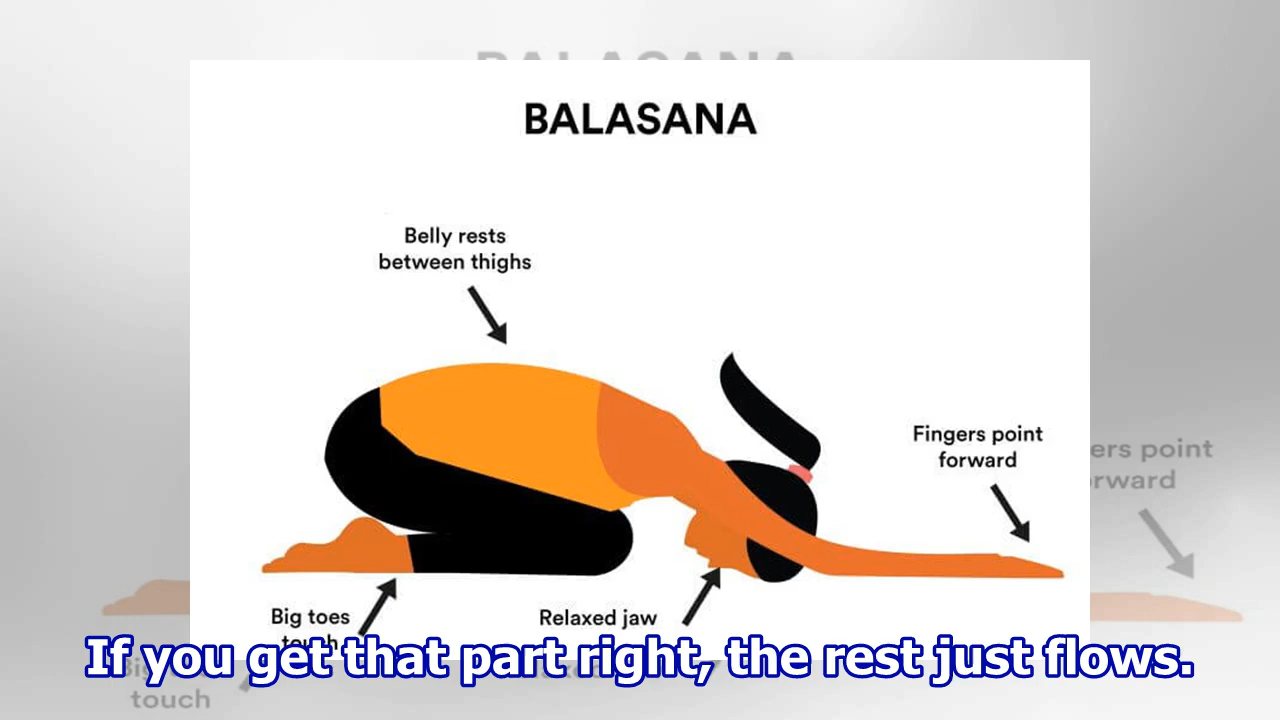 BALASANA
Belly rests
between thighs
Fingers point
forward
ers point
rward
Big toes
touch
Relaxed jaw
If you get that part right, the rest just flows.
touch